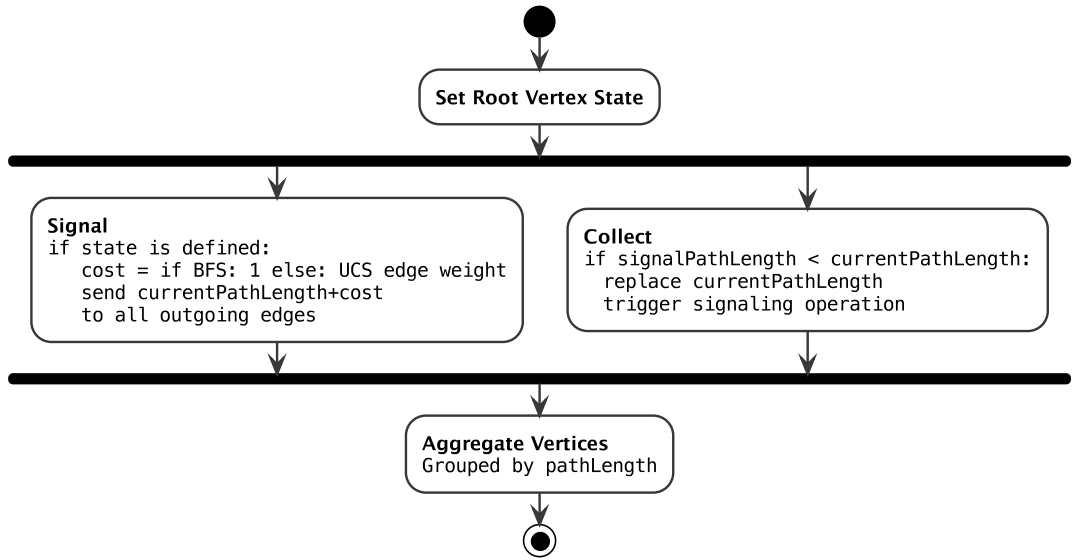 Set Root Vertex State
Signal
if state is defined:
   cost = if BFS: 1 else: UCS edge weight
   send currentPathLength+cost
   to all outgoing edges
Collect
if signalPathLength < currentPathLength:
  replace currentPathLength
  trigger signaling operation
Aggregate Vertices
Grouped by pathLength